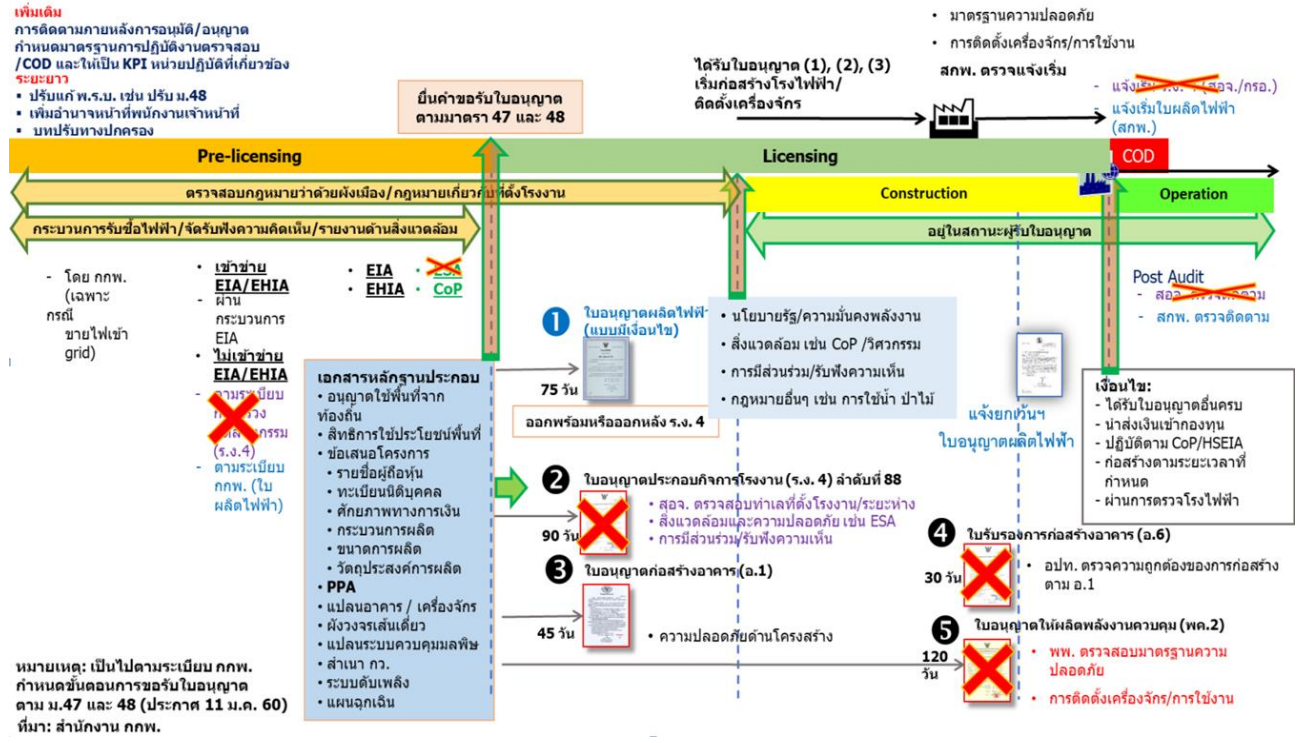 เพิ่มเติม
การติดตามภายหลังการอนุมัติ/อนุญาต
กำหนดมาตรฐานการปฏิบัติงานตรวจสอบ
/COD และให้เป็น KPI หน่วยปฏิบัติที่เกี่ยวข้อง
ระยะยาว
▪ ปรับแก้ พ.ร.บ. เช่น ปรับ ม.48
▪ เพิ่มอำนาจหน้าที่พนักงานเจ้าหน้าที่
▪ บทปรับทางปกครอง
ยื่นคำขอรับใบอนุญาต
ตามมาตรา 47 และ 48
ได้รับใบอนุญาต (1), (2), (3)
เริ่มก่อสร้างโรงไฟฟ้า/
ติดตั้งเครื่องจักร
• มาตรฐานความปลอดภัย
• การติดตั้งเครื่องจักร/การใช้งาน
สกพ. ตรวจแจ้งเริ่ม
- แจ้งเริ่ม (สอจ./กรอ.)
- แจ้งเริ่มใบผลิตไฟฟ้า
(สกพ.)
Pre-licensing
Licensing
COD
ตรวจสอบกฎหมายว่าด้วยผังเมือง/กฎหมายเกี่ยวกับที่ตั้งโรงงาน
Construction
Operation
กระบวนการรับซื้อไฟฟ้า/จัดรับฟังความคิดเห็น/รายงานด้านสิ่งแวดล้อม
อยู่ในสถานะผู้รับใบอนุญาต
- โดย กกพ.
(เฉพาะ
กรณี
ขายไฟเข้า
grid)
• เข้าข่าย
EIA/EHIA
- ผ่าน
กระบวนการ
EIA
• ไม่เข้าข่าย
EIA/EHIA
- ตามระเบียบ
(ร.ง.4)
- ตามระเบียบ
กกพ. (ใบ
ผลิตไฟฟ้า)
• EIA
• EHIA
• ESA
• CoP
เอกสารหลักฐานประกอบ
• อนุญาตใช้พื้นที่จาก
ท้องถิ่น
• สิทธิการใช้ประโยชน์พื้นที่
• ข้อเสนอโครงการ
• รายชื่อผู้ถือหุ้น
• ทะเบียนนิติบุคคล
• ศักยภาพทางการเงิน
• กระบวนการผลิต
• ขนาดการผลิต
• วัตถุประสงค์การผลิต
• PPA
• แปลนอาคาร / เครื่องจักร
• ผังวงจรเส้นเดี่ยว
• แปลนระบบควบคุมมลพิษ
• สำเนา กว.
• ระบบดับเพลิง
• แผนฉุกเฉิน
1 ใบอนุญาตผลิตไฟฟ้า
(แบบมีเงื่อนไข)
75 วัน
ออกพร้อมหรือออกหลัง ร.ง. 4
• นโยบายรัฐ/ความมั่นคงพลังงาน
• สิ่งแวดล้อม เช่น CoP /วิศวกรรม
• การมีส่วนร่วม/รับฟังความเห็น
• กฎหมายอื่นๆ เช่น การใช้น้ำ ป่าไม้
2 ใบอนุญาตประกอบกิจการโรงงาน (ร.ง. 4) ลำดับที่ 88
90 วัน
• สอจ. ตรวจสอบทำเลที่ตั้งโรงงาน/ระยะห่าง
• สิ่งแวดล้อมและความปลอดภัย เช่น ESA
• การมีส่วนร่วม/รับฟังความเห็น
3 ใบอนุญาตก่อสร้างอาคาร (อ.1)
45 วัน
• ความปลอดภัยด้านโครงสร้าง
แจ้งยกเว้นฯ
ใบอนุญาตผลิตไฟฟ้า
Post Audit
- สอจ. ตรวจติดตาม
- สกพ. ตรวจติดตาม
เงื่อนไข:
- ได้รับใบอนุญาตอื่นครบ
- นำส่งเงินเข้ากองทุน
- ปฏิบัติตาม CoP/HSEIA
- ก่อสร้างตามระยะเวลาที่
กำหนด
- ผ่านการตรวจโรงไฟฟ้า
4 ใบรับรองการก่อสร้างอาคาร (อ.6)
30 วัน
• อปท. ตรวจความถูกต้องของการก่อสร้าง
ตาม อ.1
5 ใบอนุญาตให้ผลิตพลังงานควบคุม (พค.2)
120
วัน
• พพ. ตรวจสอบมาตรฐานความ
ปลอดภัย
• การติดตั้งเครื่องจักร/การใช้งาน
หมายเหตุ: เป็นไปตามระเบียบ กกพ.
กำหนดขั้นตอนการขอรับใบอนุญาต
ตาม ม.47 และ 48 (ประกาศ 11 ม.ค. 60)
ที่มา: สำนักงาน กกพ.